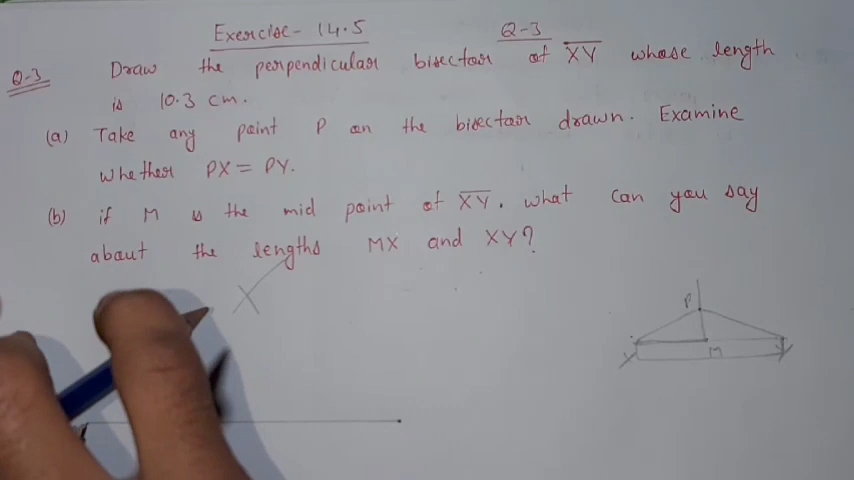 Exercise- 14.5 Q-3
Q-3 Draw the perpendicular bisector of XY whose length
is 10.3 cm.
(a) Take any point P on the bisector drawn. Examine
whether PX = PY.
(b) if M is the mid point of XY. what can you say
about the lengths MX and XY?
P
X M Y